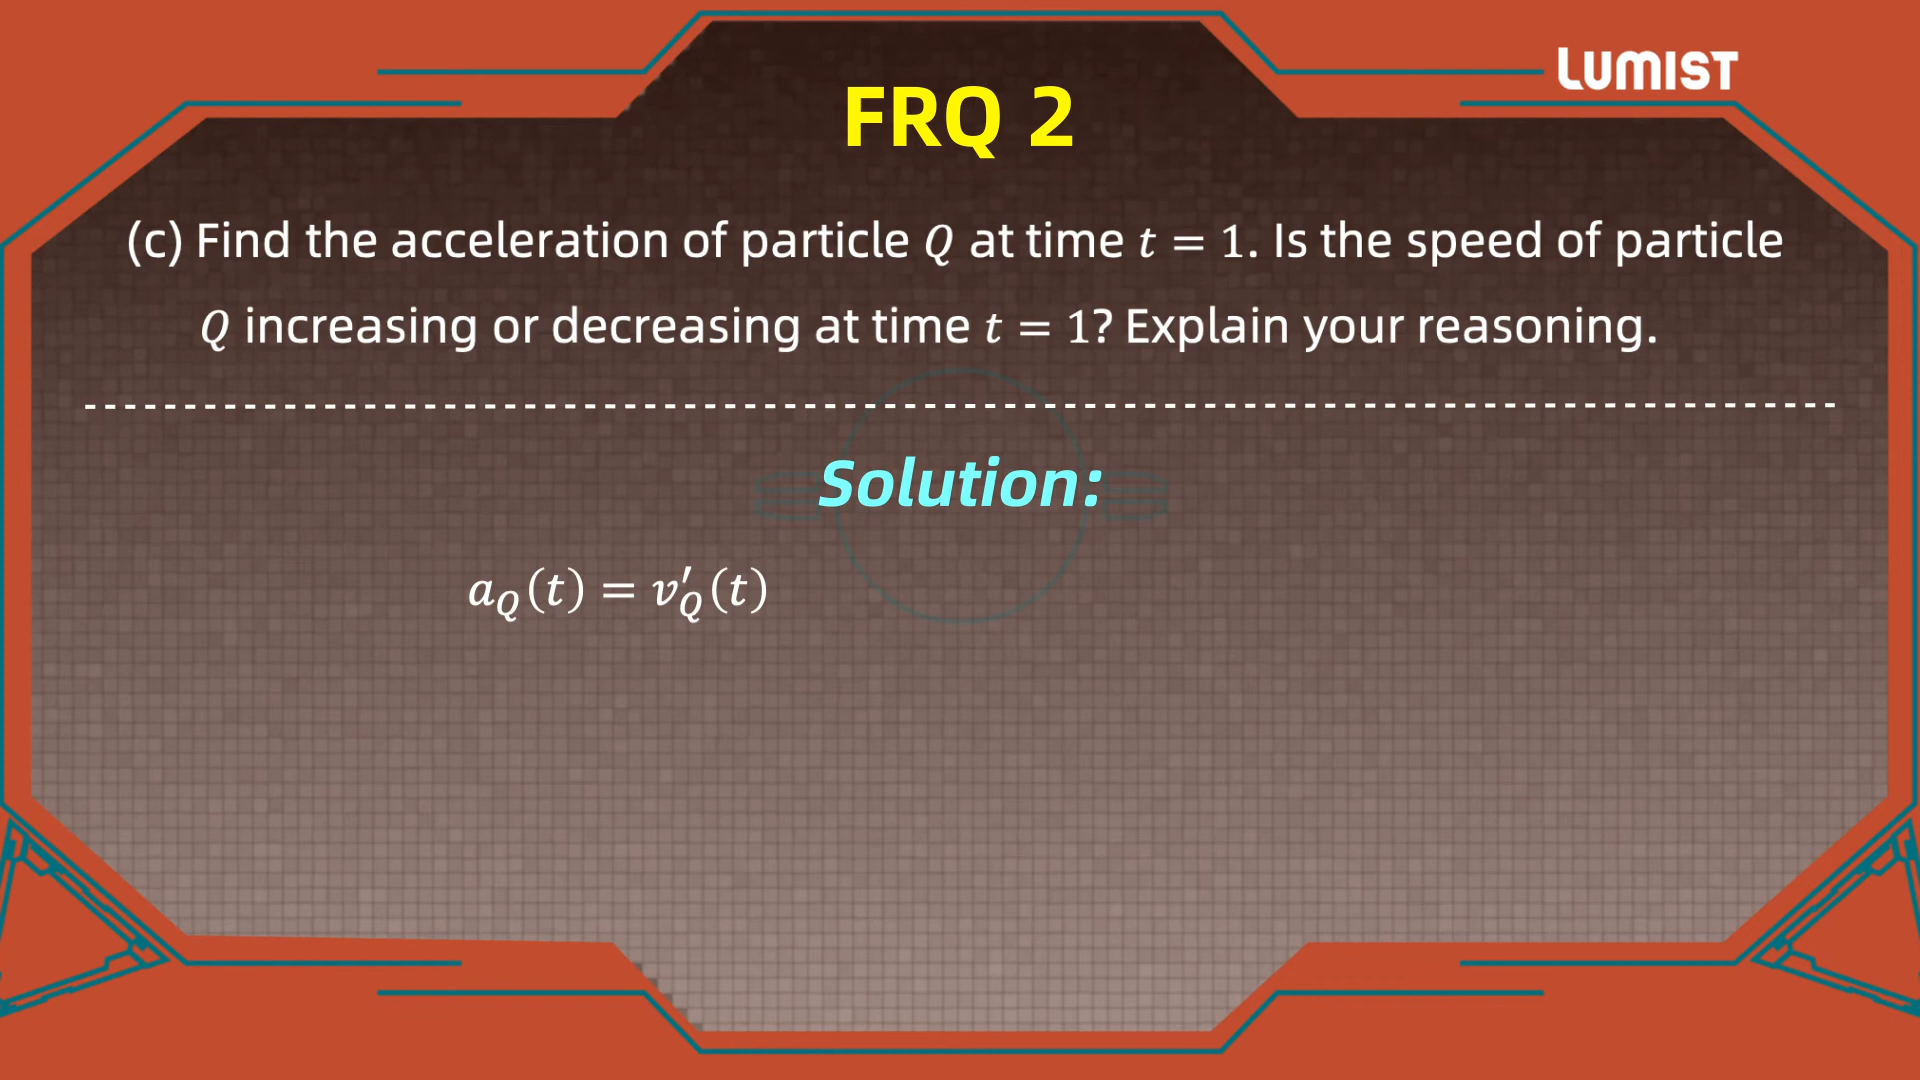 LUMIST
FRQ 2
(c) Find the acceleration of particle Q at time t = 1. Is the speed of particle
Q increasing or decreasing at time t = 1? Explain your reasoning.
Solution:
a_Q(t) = v′_Q(t)